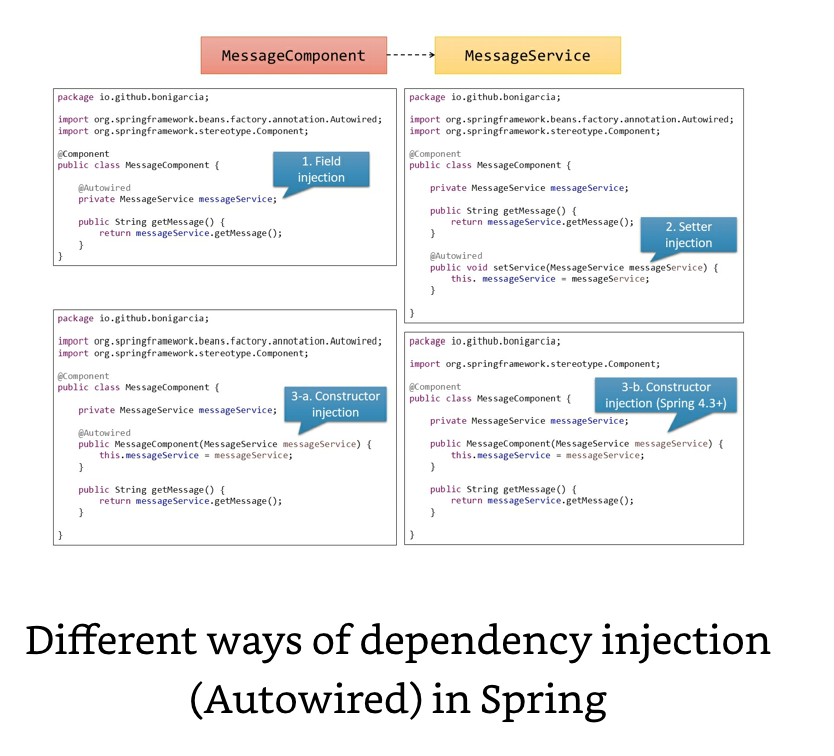 MessageComponent
MessageService
package io.github.bonigarcia;
import org.springframework.beans.factory.annotation.Autowired;
import org.springframework.stereotype.Component;
@Component
public class MessageComponent {
1. Field
injection
@Autowired
private MessageService messageService;
public String getMessage() {
return messageService.getMessage();
}
}
package io.github.bonigarcia;
import org.springframework.beans.factory.annotation.Autowired;
import org.springframework.stereotype.Component;
@Component
public class MessageComponent {
private MessageService messageService;
public String getMessage() {
return messageService.getMessage();
}
2. Setter
injection
@Autowired
public void setService(MessageService messageService) {
this. messageService = messageService;
}
}
package io.github.bonigarcia;
import org.springframework.beans.factory.annotation.Autowired;
import org.springframework.stereotype.Component;
@Component
public class MessageComponent {
3-a. Constructor
injection
private MessageService messageService;
@Autowired
public MessageComponent(MessageService messageService) {
this.messageService = messageService;
}
public String getMessage() {
return messageService.getMessage();
}
}
package io.github.bonigarcia;
import org.springframework.stereotype.Component;
@Component
public class MessageComponent {
3-b. Constructor
injection (Spring 4.3+)
private MessageService messageService;
public MessageComponent(MessageService messageService) {
this.messageService = messageService;
}
public String getMessage() {
return messageService.getMessage();
}
}
Different ways of dependency injection
(Autowired) in Spring